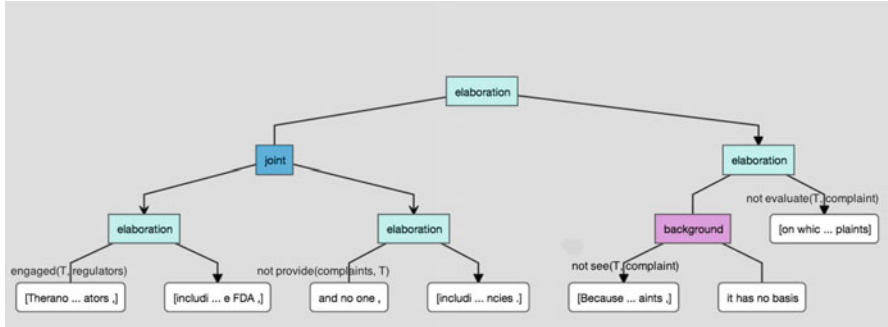 elaboration
joint
elaboration
not evaluate(T, complaint)
elaboration
elaboration
background
[on whic ... plaints]
engaged(T, regulators)
not provide(complaints, T)
not see(T, complaint)
[Therano ... ators ,]
[includi ... e FDA ,]
and no one ,
[includi ... ncies .]
[Because ... aints ,]
it has no basis